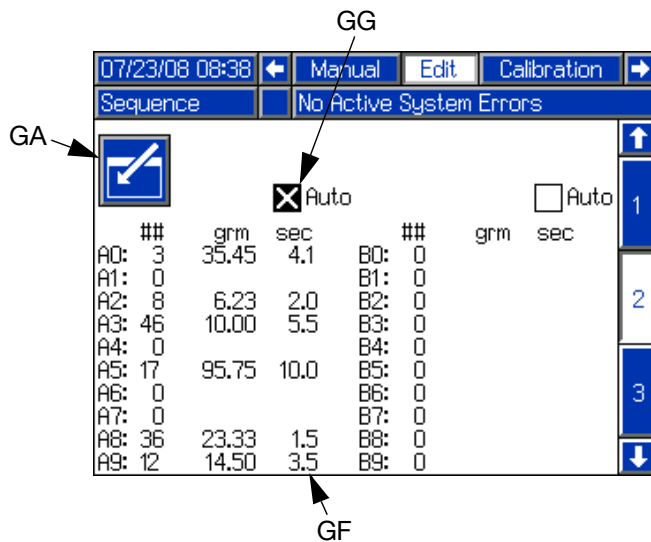 GG
07/23/08 08:38 Manual Edit Calibration
Sequence No Active System Errors
GA
Auto Auto 1
## grm sec ## grm sec
A0: 3 35.45 4.1 B0: 0
A1: 0 B1: 0
A2: 8 6.23 2.0 B2: 0 2
A3: 46 10.00 5.5 B3: 0
A4: 0 B4: 0
A5: 17 95.75 10.0 B5: 0
A6: 0 B6: 0 3
A7: 0 B7: 0
A8: 36 23.33 1.5 B8: 0
A9: 12 14.50 3.5 B9: 0
GF